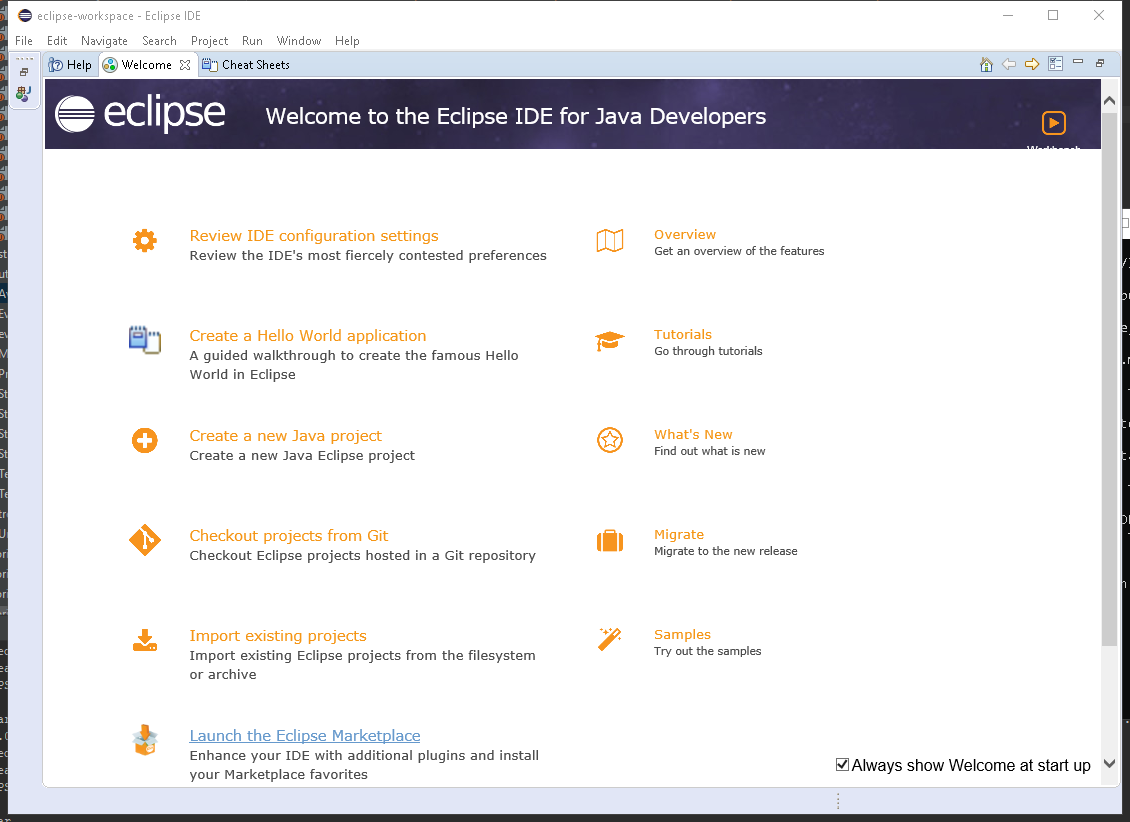 eclipse-workspace - Eclipse IDE
File Edit Navigate Search Project Run Window Help
Help Welcome Cheat Sheets
eclipse Welcome to the Eclipse IDE for Java Developers
Workbench
Review IDE configuration settings
Review the IDE's most fiercely contested preferences
Overview
Get an overview of the features
Create a Hello World application
A guided walkthrough to create the famous Hello
World in Eclipse
Tutorials
Go through tutorials
Create a new Java project
Create a new Java Eclipse project
What's New
Find out what is new
Checkout projects from Git
Checkout Eclipse projects hosted in a Git repository
Migrate
Migrate to the new release
Import existing projects
Import existing Eclipse projects from the filesystem
or archive
Samples
Try out the samples
Launch the Eclipse Marketplace
Enhance your IDE with additional plugins and install
your Marketplace favorites
Always show Welcome at start up